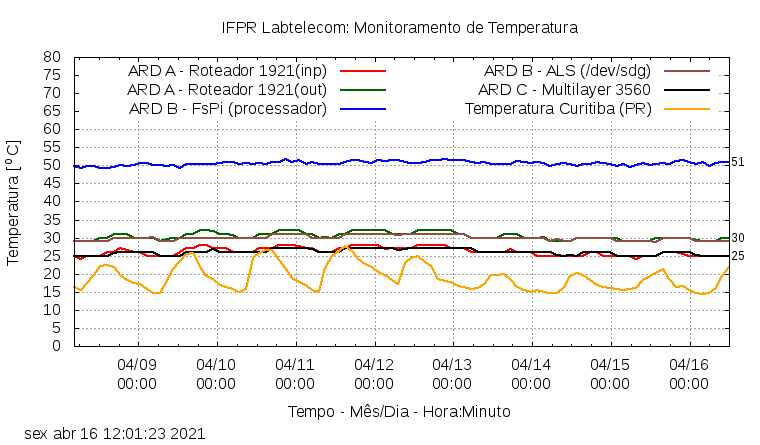 IFPR Labtelecom: Monitoramento de Temperatura
ARD A - Roteador 1921(inp)
ARD A - Roteador 1921(out)
ARD B - FsPi (processador)
ARD B - ALS (/dev/sdg)
ARD C - Multilayer 3560
Temperatura Curitiba (PR)
Temperatura [ ⁰ C]
80
75
70
65
60
55
50
45
40
35
30
25
20
15
10
5
0
51
30
25
04/09 00:00
04/10 00:00
04/11 00:00
04/12 00:00
04/13 00:00
04/14 00:00
04/15 00:00
04/16 00:00
Tempo - Mês/Dia - Hora:Minuto
sex abr 16 12:01:23 2021